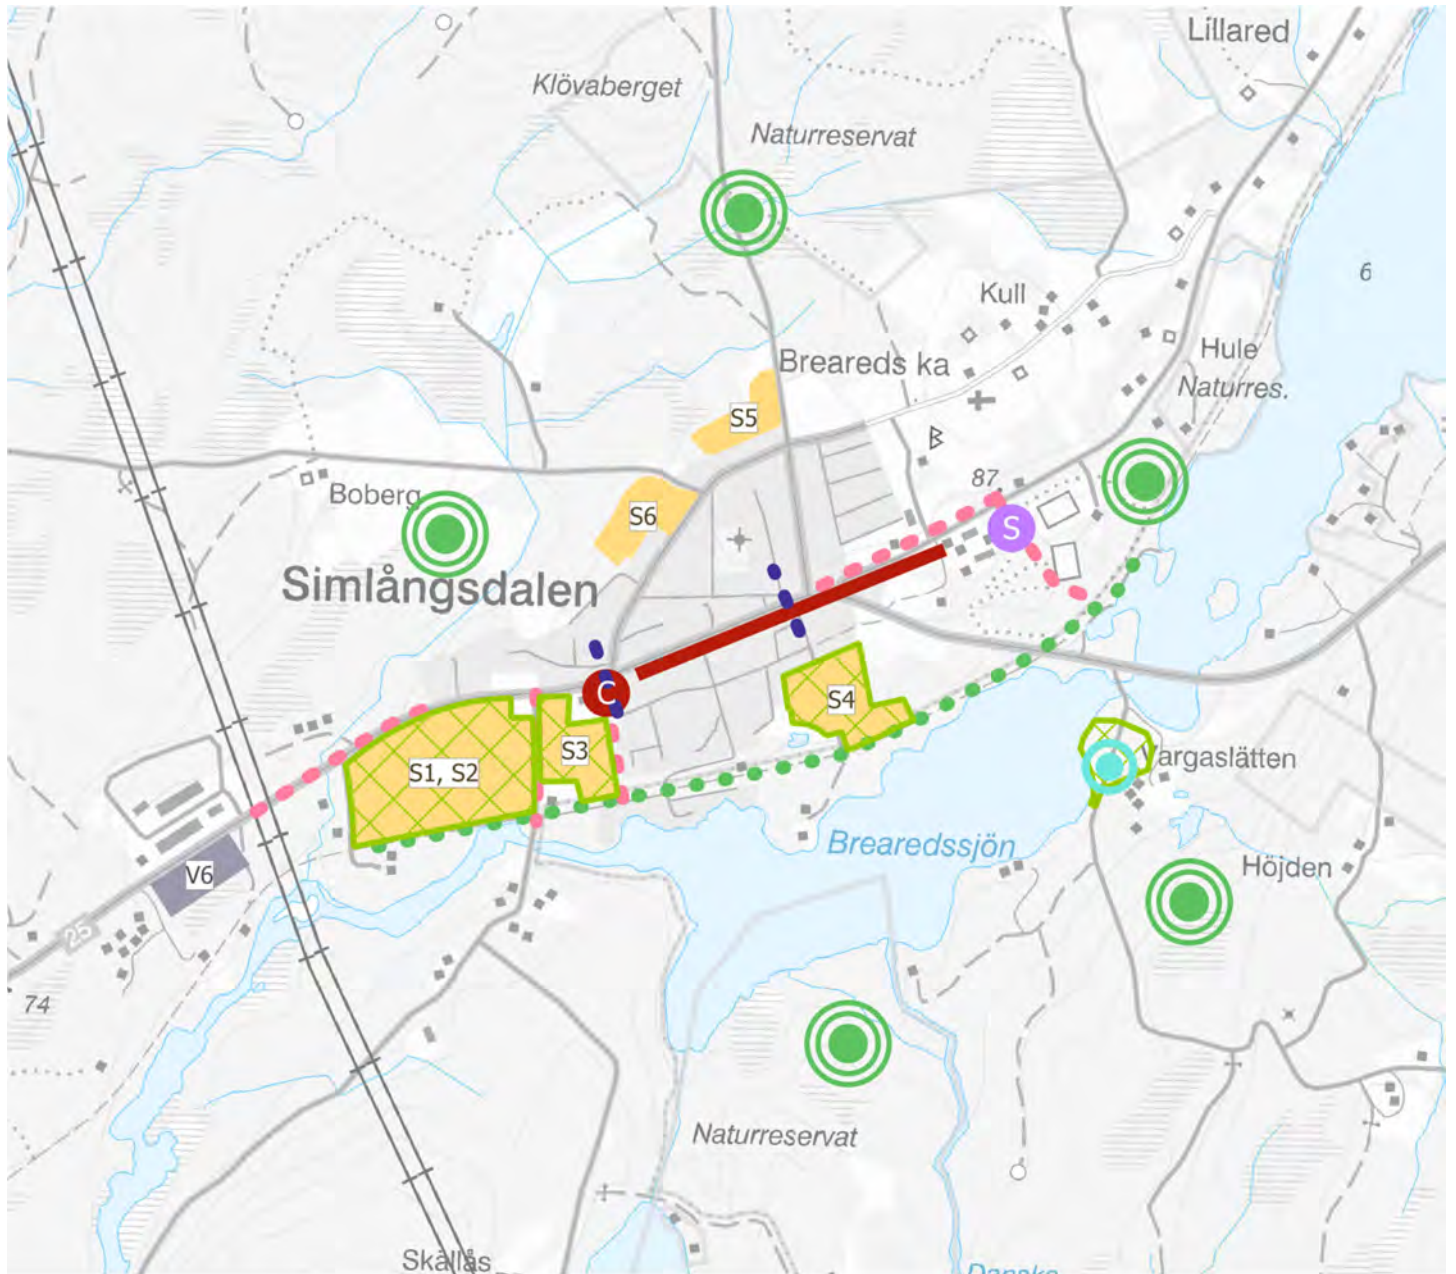 Lillared
Klövaberget
Naturreservat
6
Kull
Breareds ka
Hule
Naturres.
S5
87
Boberg
S6
S
Simlångsdalen
C
S4
S3
S1, S2
Vargaslätten
Brearedssjön
Höjden
V6
25
74
Naturreservat
Skällås
Danska